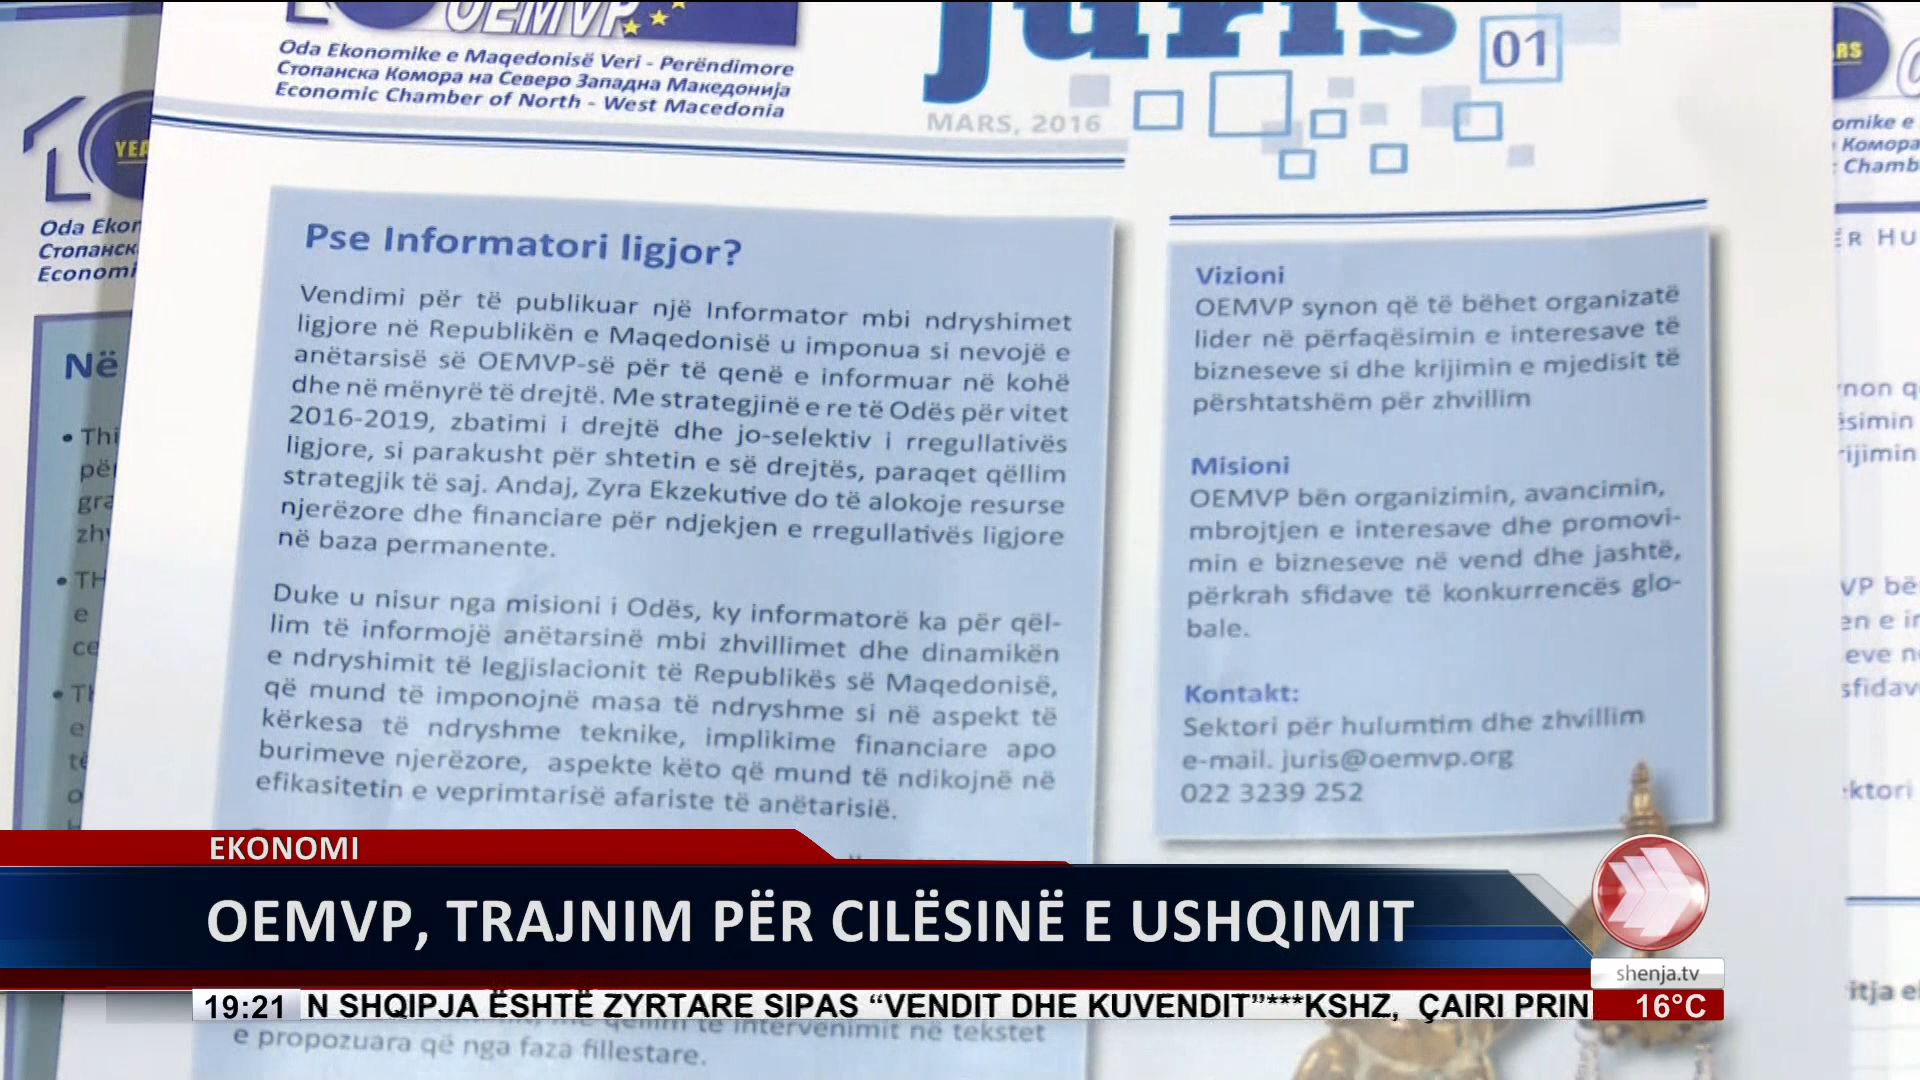 OEMVP
Oda Ekonomike e Maqedonisë Veri - Perëndimore
Стопанска Комора на Северо Западна Македонија
Economic Chamber of North - West Macedonia
juris
01
MARS, 2016
Pse Informatori ligjor?
Vendimi për të publikuar një Informator mbi ndryshimet
ligjore në Republikën e Maqedonisë u imponua si nevojë e
anëtarsisë së OEMVP-së për të qenë e informuar në kohë
dhe në mënyrë të drejtë. Me strategjinë e re të Odës për vitet
2016-2019, zbatimi i drejtë dhe jo-selektiv i rregullativës
ligjore, si parakusht për shtetin e së drejtës, paraqet qëllim
strategjik të saj. Andaj, Zyra Ekzekutive do të alokoje resurse
njerëzore dhe financiare për ndjekjen e rregullativës ligjore
në baza permanente.
Duke u nisur nga misioni i Odës, ky informatorë ka për qël-
lim të informojë anëtarsinë mbi zhvillimet dhe dinamikën
e ndryshimit të legjislacionit të Republikës së Maqedonisë,
që mund të imponojnë masa të ndryshme si në aspekt të
kërkesa të ndryshme teknike, implikime financiare apo
burimeve njerëzore, aspekte këto që mund të ndikojnë në
efikasitetin e veprimtarisë afariste të anëtarisië.
Vizioni
OEMVP synon që të bëhet organizatë
lider në përfaqësimin e interesave të
bizneseve si dhe krijimin e mjedisit të
përshtatshëm për zhvillim
Misioni
OEMVP bën organizimin, avancimin,
mbrojtjen e interesave dhe promovi-
min e bizneseve në vend dhe jashtë,
përkrah sfidave të konkurrencës glo-
bale.
Kontakt:
Sektori për hulumtim dhe zhvillim
e-mail. juris@oemvp.org
022 3239 252
EKONOMI
OEMVP, TRAJNIM PËR CILËSINË E USHQIMIT
shenja.tv
19:21 N SHQIPJA ËSHTË ZYRTARE SIPAS “VENDIT DHE KUVENDIT”***KSHZ, ÇAIRI PRIN 16°C
qëllim të intervenimit në tekstet
e propozuara që nga faza fillestare.